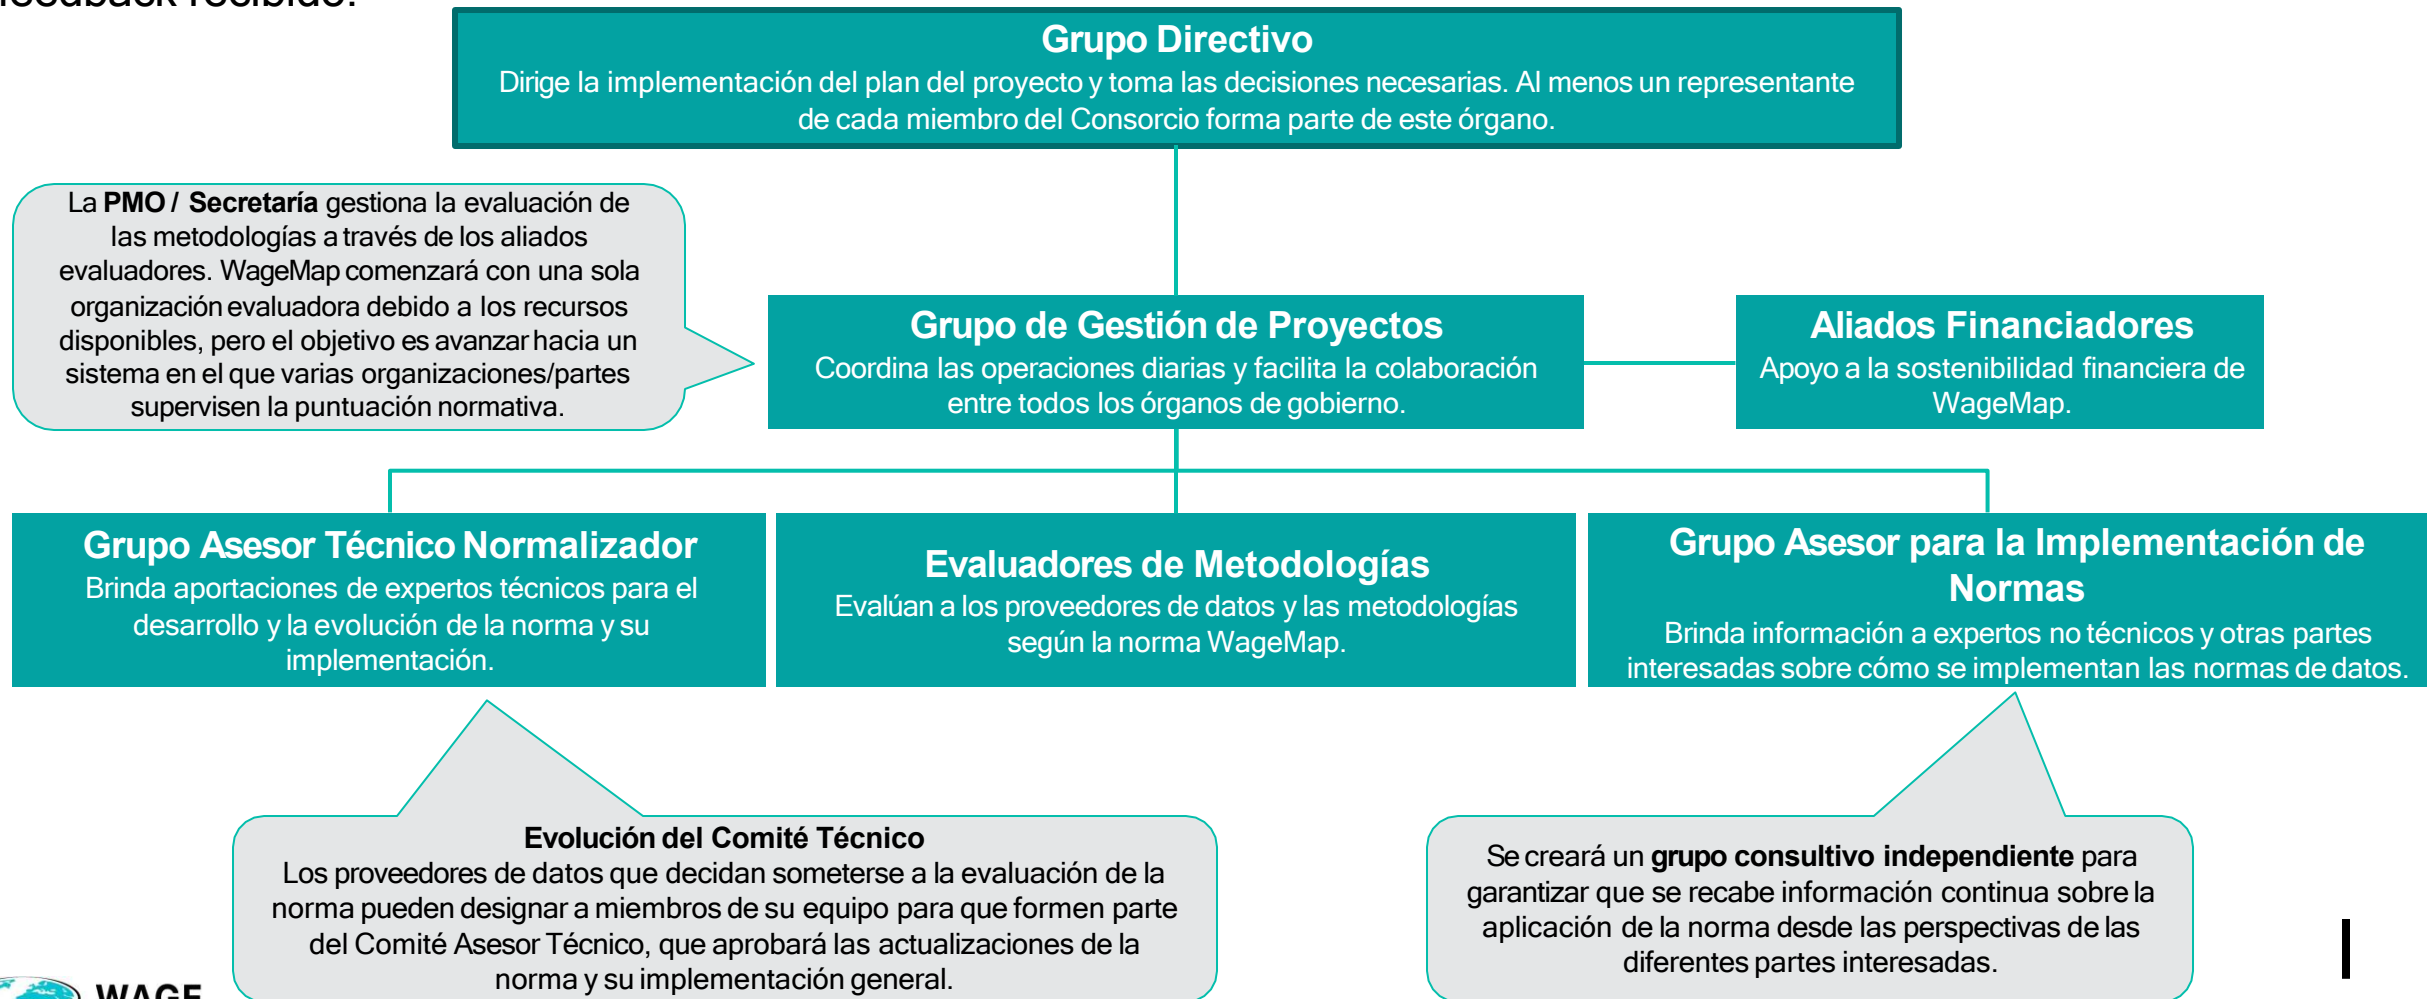 feedback recibido.
Grupo Directivo
Dirige la implementación del plan del proyecto y toma las decisiones necesarias. Al menos un representante
de cada miembro del Consorcio forma parte de este órgano.
La PMO / Secretaría gestiona la evaluación de
las metodologías a través de los aliados
evaluadores. WageMap comenzará con una sola
organización evaluadora debido a los recursos
disponibles, pero el objetivo es avanzar hacia un
sistema en el que varias organizaciones/partes
supervisen la puntuación normativa.
Grupo de Gestión de Proyectos
Coordina las operaciones diarias y facilita la colaboración
entre todos los órganos de gobierno.
Aliados Financiadores
Apoyo a la sostenibilidad financiera de
WageMap.
Grupo Asesor Técnico Normalizador
Brinda aportaciones de expertos técnicos para el
desarrollo y la evolución de la norma y su
implementación.
Evaluadores de Metodologías
Evalúan a los proveedores de datos y las metodologías
según la norma WageMap.
Grupo Asesor para la Implementación de
Normas
Brinda información a expertos no técnicos y otras partes
interesadas sobre cómo se implementan las normas de datos.
Evolución del Comité Técnico
Los proveedores de datos que decidan someterse a la evaluación de la
norma pueden designar a miembros de su equipo para que formen parte
del Comité Asesor Técnico, que aprobará las actualizaciones de la
norma y su implementación general.
Se creará un grupo consultivo independiente para
garantizar que se recabe información continua sobre la
aplicación de la norma desde las perspectivas de las
diferentes partes interesadas.
WAGE